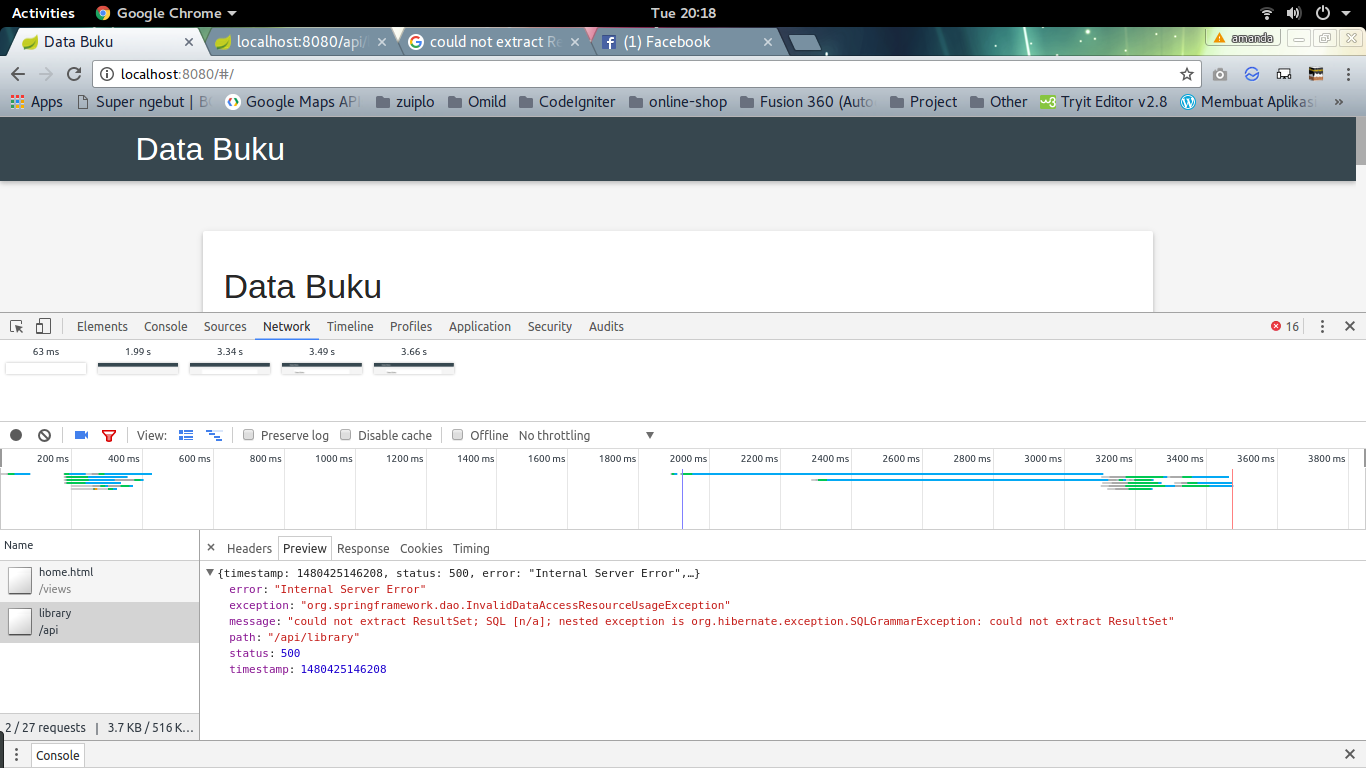 Activities Google Chrome Tue 20:18
Data Buku localhost:8080/api/ could not extract Re (1) Facebook amanda
localhost:8080/#/
Apps Super ngebut | B Google Maps AP zuiplo Omild CodeIgniter online-shop Fusion 360 (Auto Project Other Tryit Editor v2.8 Membuat Aplikasi »
Data Buku
Data Buku
Elements Console Sources Network Timeline Profiles Application Security Audits 16
63 ms 1.99 s 3.34 s 3.49 s 3.66 s
View: Preserve log Disable cache Offline No throttling
200 ms 400 ms 600 ms 800 ms 1000 ms 1200 ms 1400 ms 1600 ms 1800 ms 2000 ms 2200 ms 2400 ms 2600 ms 2800 ms 3000 ms 3200 ms 3400 ms 3600 ms 3800 ms
Name
home.html
/views
library
/api
2 / 27 requests | 3.7 KB / 516 K...
× Headers Preview Response Cookies Timing
{timestamp: 1480425146208, status: 500, error: "Internal Server Error",…}
error: "Internal Server Error"
exception: "org.springframework.dao.InvalidDataAccessResourceUsageException"
message: "could not extract ResultSet; SQL [n/a]; nested exception is org.hibernate.exception.SQLGrammarException: could not extract ResultSet"
path: "/api/library"
status: 500
timestamp: 1480425146208
Console